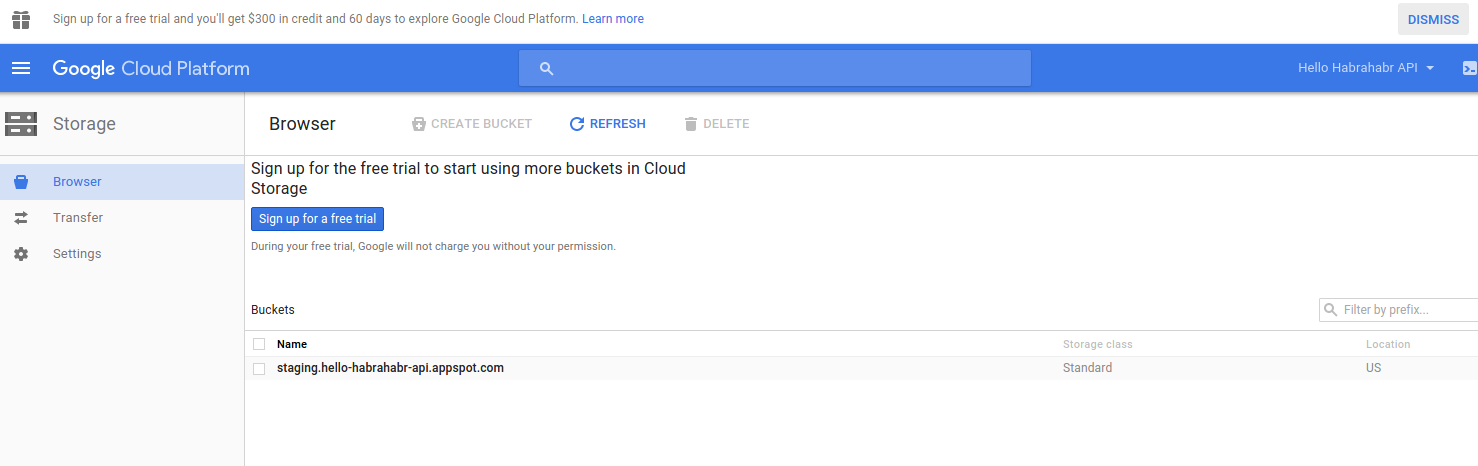 Sign up for a free trial and you'll get $300 in credit and 60 days to explore Google Cloud Platform. Learn more
DISMISS
Google Cloud Platform
Hello Habrahabr API
Storage
Browser
CREATE BUCKET
REFRESH
DELETE
Browser
Transfer
Settings
Sign up for the free trial to start using more buckets in Cloud
Storage
Sign up for a free trial
During your free trial, Google will not charge you without your permission.
Buckets
Filter by prefix...
Name
Storage class
Location
staging.hello-habrahabr-api.appspot.com
Standard
US